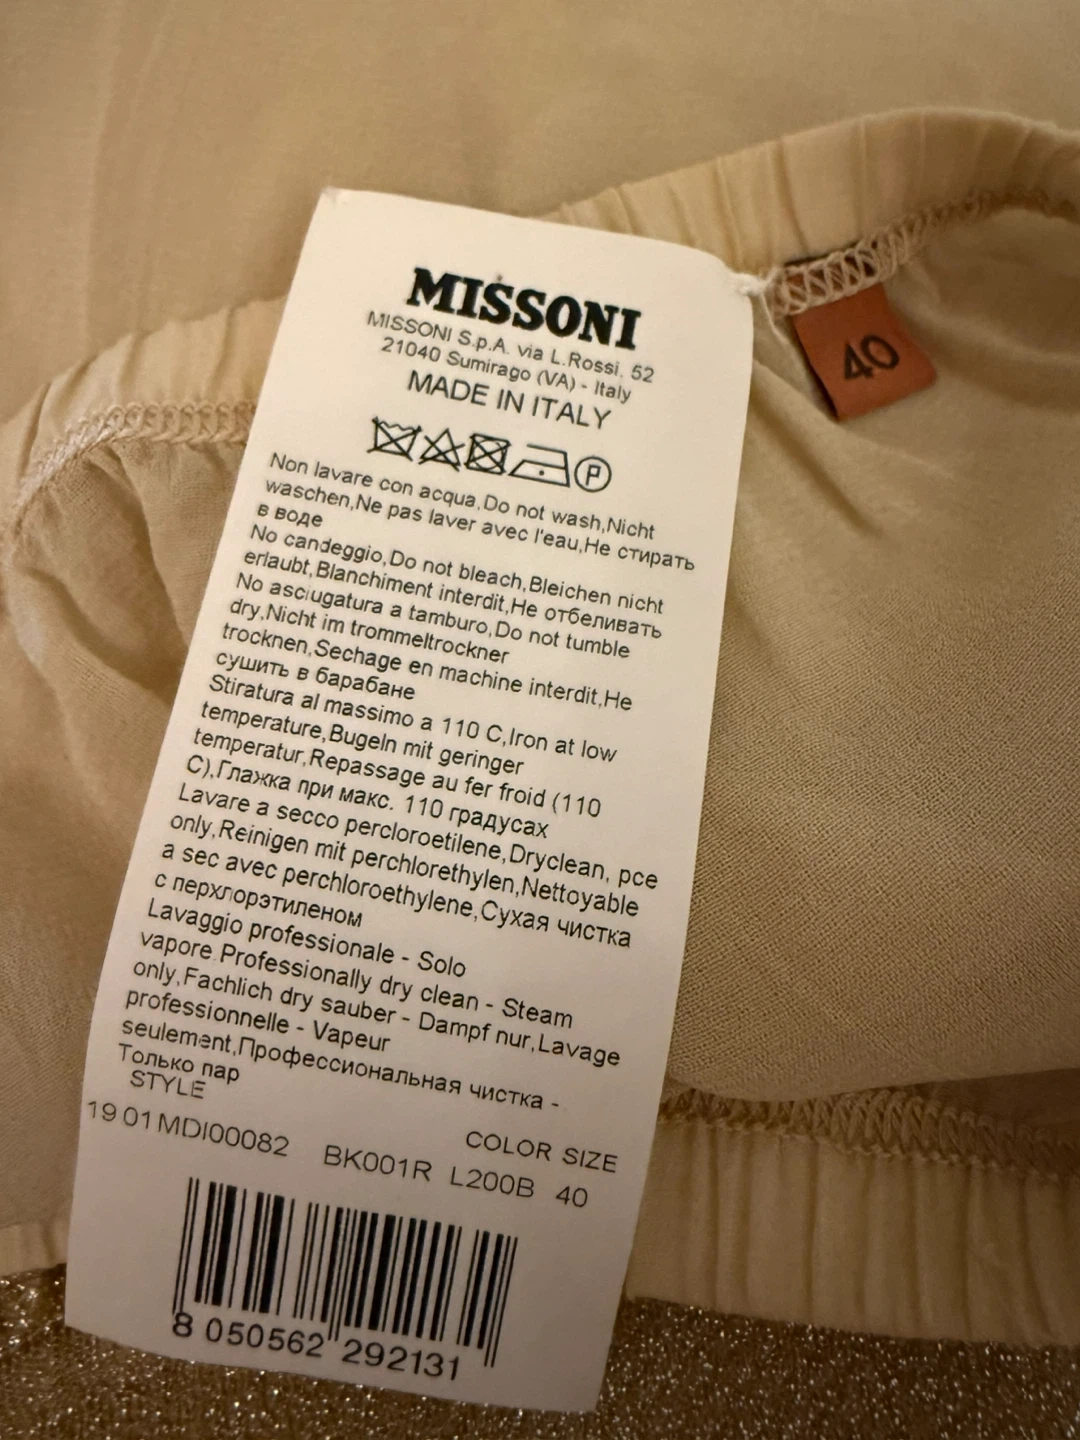 MISSONI
MISSONI S.p.A. via L.Rossi, 52
21040 Sumirago (VA) - Italy
MADE IN ITALY
P
Non lavare con acqua,Do not wash,Nicht
waschen,Ne pas laver avec l'eau,Не стирать
в воде
No candeggio,Do not bleach,Bleichen nicht
erlaubt,Blanchiment interdit,Не отбеливать
No asciugatura a tamburo,Do not tumble
dry,Nicht im trommeltrockner
trocknen,Sechage en machine interdit,Не
сушить в барабане
Stiratura al massimo a 110 C,Iron at low
temperature,Bugeln mit geringer
temperatur,Repassage au fer froid (110
C),Глажка при макс. 110 градусах
Lavare a secco percloroetilene,Dryclean, pce
only,Reinigen mit perchlorethylen,Nettoyable
a sec avec perchloroethylene,Сухая чистка
с перхлорэтиленом
Lavaggio professionale - Solo
vapore.Professionally dry clean - Steam
only,Fachlich dry sauber - Dampf nur,Lavage
professionnelle - Vapeur
seulement,Профессиональная чистка -
Только пар
STYLE COLOR SIZE
19 01 MDI00082 BK001R L200B 40
8 050562 292131
40